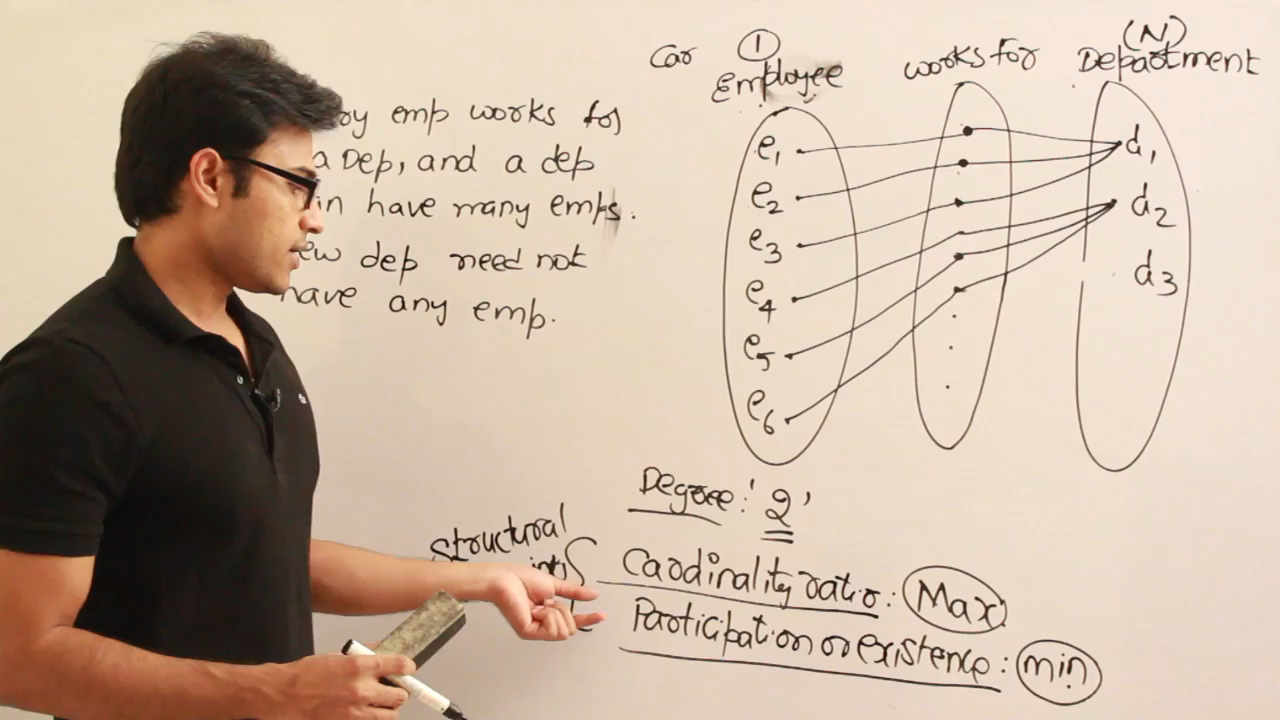 emp works for
a Dep, and a dep
have many emps.
dep need not
have any emp.
Car
①
Employee
works for
(N)
Department
e1
e2
e3
e4
e5
e6
d1
d2
d3
Degree: '2'
Structural
Cardinality ratio: Max
Participation or existence: min